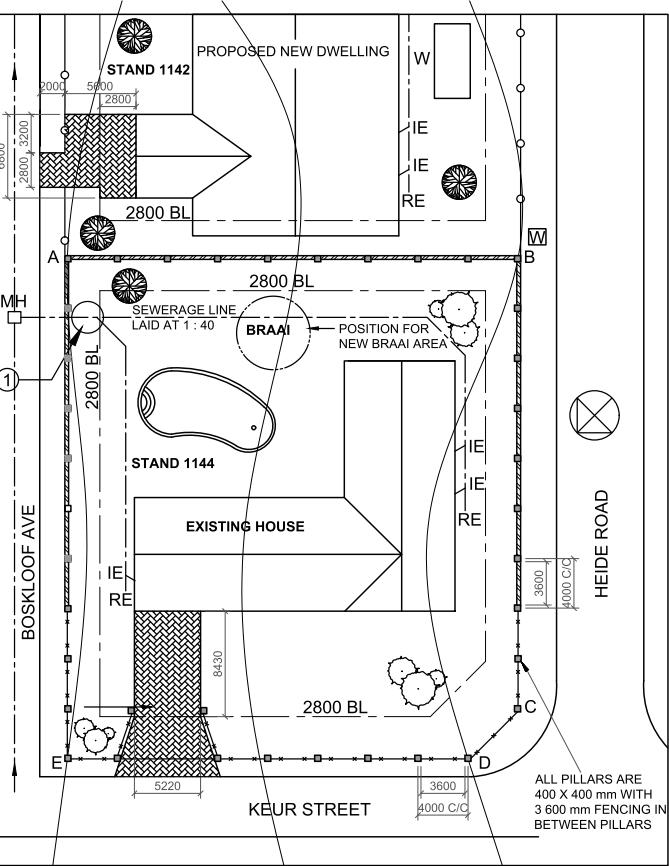 PROPOSED NEW DWELLING
W
STAND 1142
2000
5600
2800
IE
3200
2800
IE
RE
2800 BL
A
B
W
2800 BL
MH
SEWERAGE LINE
LAID AT 1 : 40
BRAAI
POSITION FOR
NEW BRAAI AREA
2800 BL
1
IE
STAND 1144
IE
RE
EXISTING HOUSE
BOSKLOOF AVE
HEIDE ROAD
IE
RE
3600
4000 C/C
8430
2800 BL
C
E
D
5220
3600
4000 C/C
KEUR STREET
ALL PILLARS ARE
400 X 400 mm WITH
3 600 mm FENCING IN
BETWEEN PILLARS